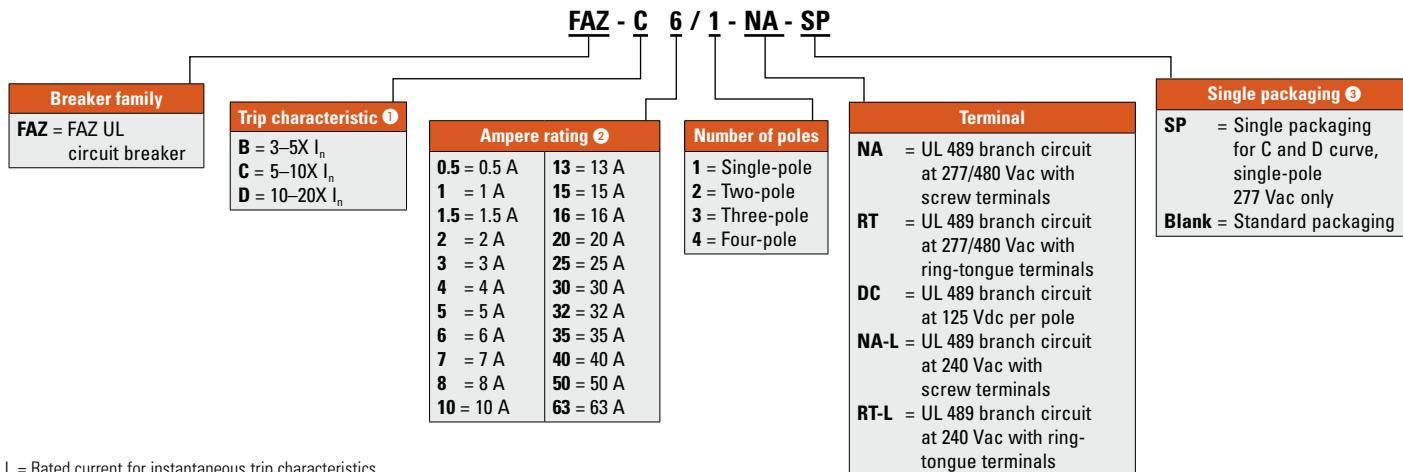 FAZ - C 6 / 1 - NA - SP
Breaker family
FAZ = FAZ UL
circuit breaker
Trip characteristic ❶
B = 3–5X Iₙ
C = 5–10X Iₙ
D = 10–20X Iₙ
Ampere rating ❷
0.5 = 0.5 A
1 = 1 A
1.5 = 1.5 A
2 = 2 A
3 = 3 A
4 = 4 A
5 = 5 A
6 = 6 A
7 = 7 A
8 = 8 A
10 = 10 A
13 = 13 A
15 = 15 A
16 = 16 A
20 = 20 A
25 = 25 A
30 = 30 A
32 = 32 A
35 = 35 A
40 = 40 A
50 = 50 A
63 = 63 A
Number of poles
1 = Single-pole
2 = Two-pole
3 = Three-pole
4 = Four-pole
Terminal
NA = UL 489 branch circuit
at 277/480 Vac with
screw terminals
RT = UL 489 branch circuit
at 277/480 Vac with
ring-tongue terminals
DC = UL 489 branch circuit
at 125 Vdc per pole
NA-L = UL 489 branch circuit
at 240 Vac with
screw terminals
RT-L = UL 489 branch circuit
at 240 Vac with ring-
tongue terminals
Single packaging ❸
SP = Single packaging
for C and D curve,
single-pole
277 Vac only
Blank = Standard packaging
= Rated current for instantaneous trip characteristics